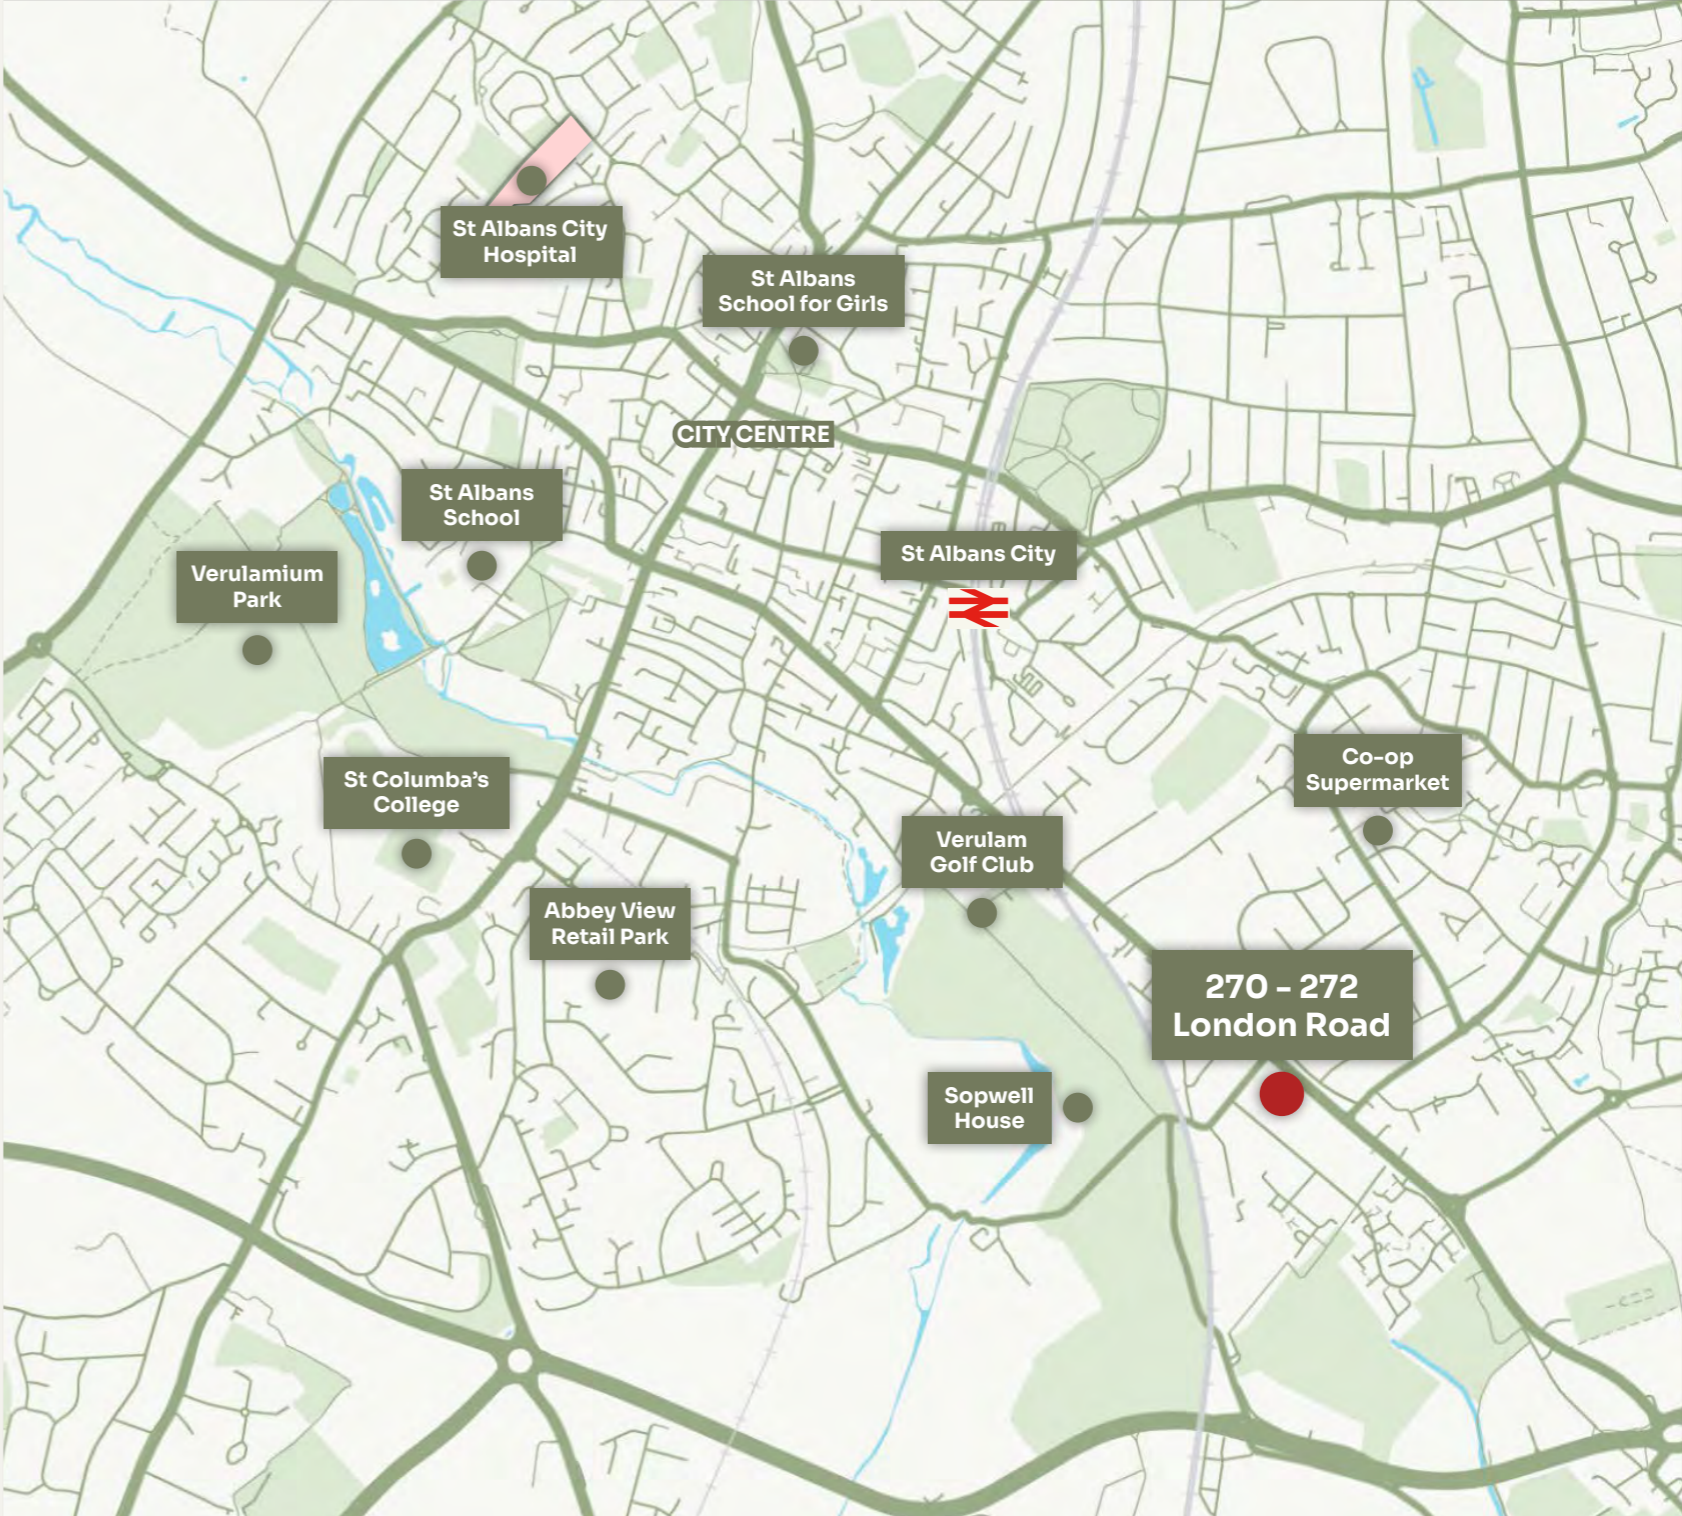 St Albans City
Hospital
St Albans
School for Girls
CITY CENTRE
St Albans
School
St Albans City
Verulamium
Park
St Columba’s
College
Co-op
Supermarket
Verulam
Golf Club
Abbey View
Retail Park
270 - 272
London Road
Sopwell
House